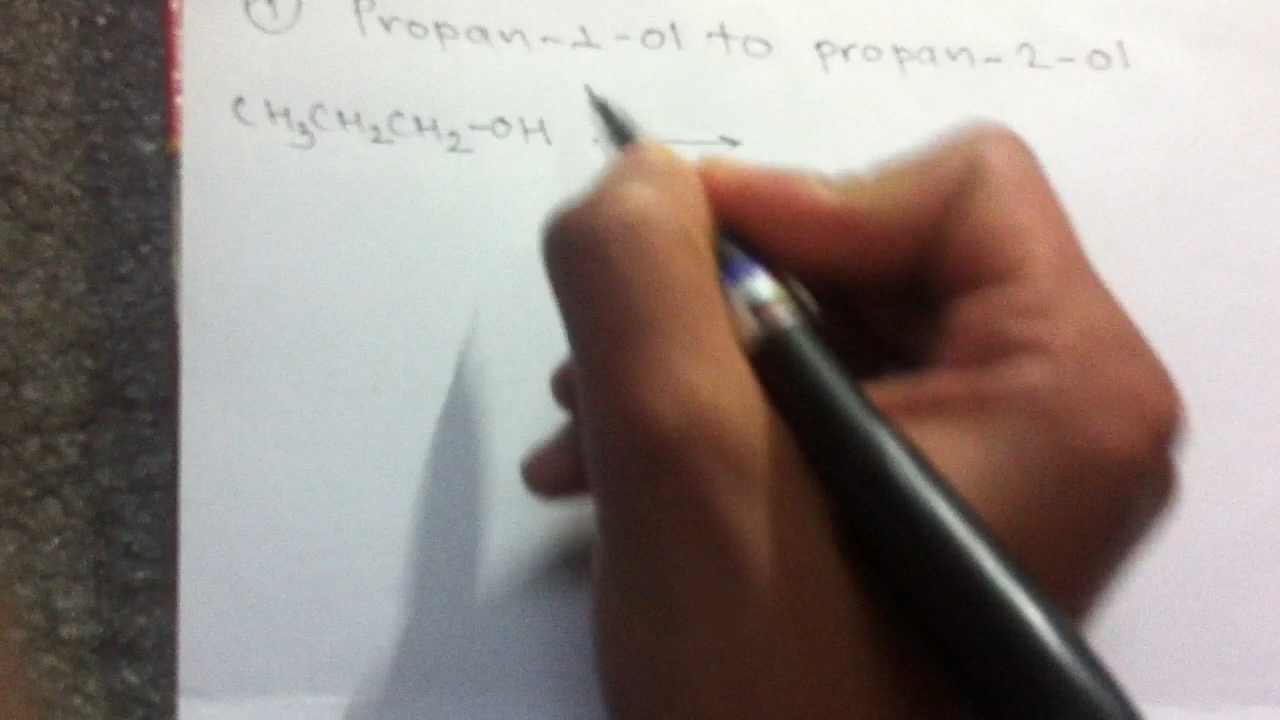 ① Propan-1-ol to propan-2-ol
CH₃CH₂CH₂-OH →